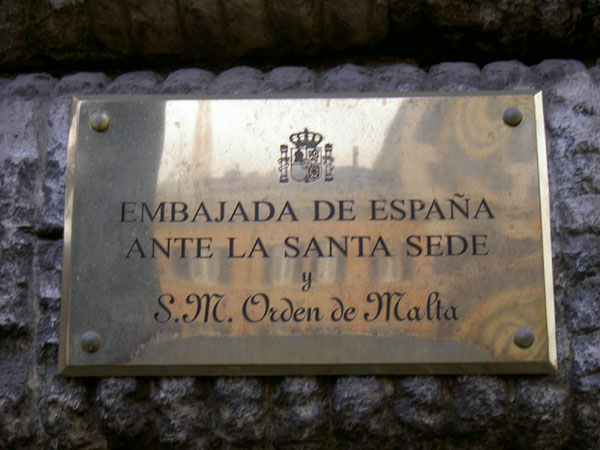 EMBAJADA DE ESPAÑA
ANTE LA SANTA SEDE
y
S.M. Orden de Malta